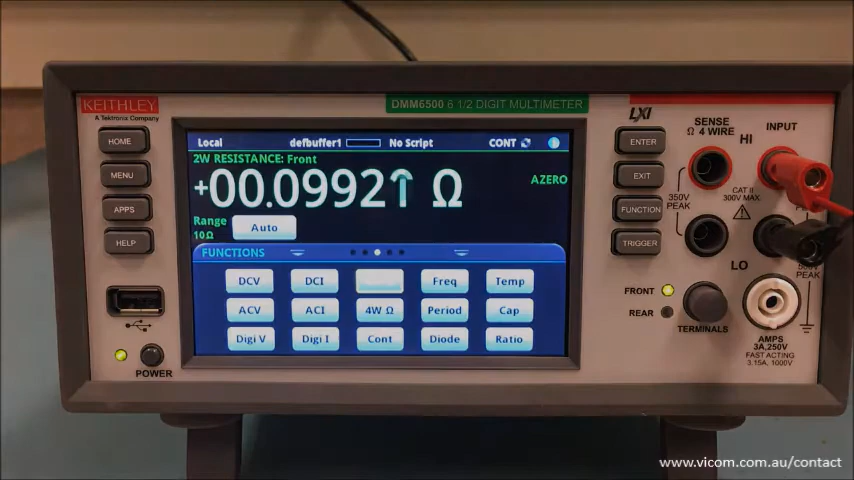 KEITHLEY
A Tektronix Company
DMM6500 6 1/2 DIGIT MULTIMETER
LXI
HOME
MENU
APPS
HELP
POWER
Local defbuffer1 No Script CONT
2W RESISTANCE: Front
+00.0992 Ω
AZERO
Range
10Ω
Auto
FUNCTIONS
DCV DCI Freq Temp
ACV ACI 4W Ω Period Cap
Digi V Digi I Cont Diode Ratio
ENTER
EXIT
FUNCTION
TRIGGER
SENSE
Ω 4 WIRE
INPUT
HI
350V
PEAK
CAT II
300V MAX
LO
PEAK
FRONT
REAR
TERMINALS
AMPS
3A,250V
FAST ACTING
3.15A, 1000V
www.vicom.com.au/contact